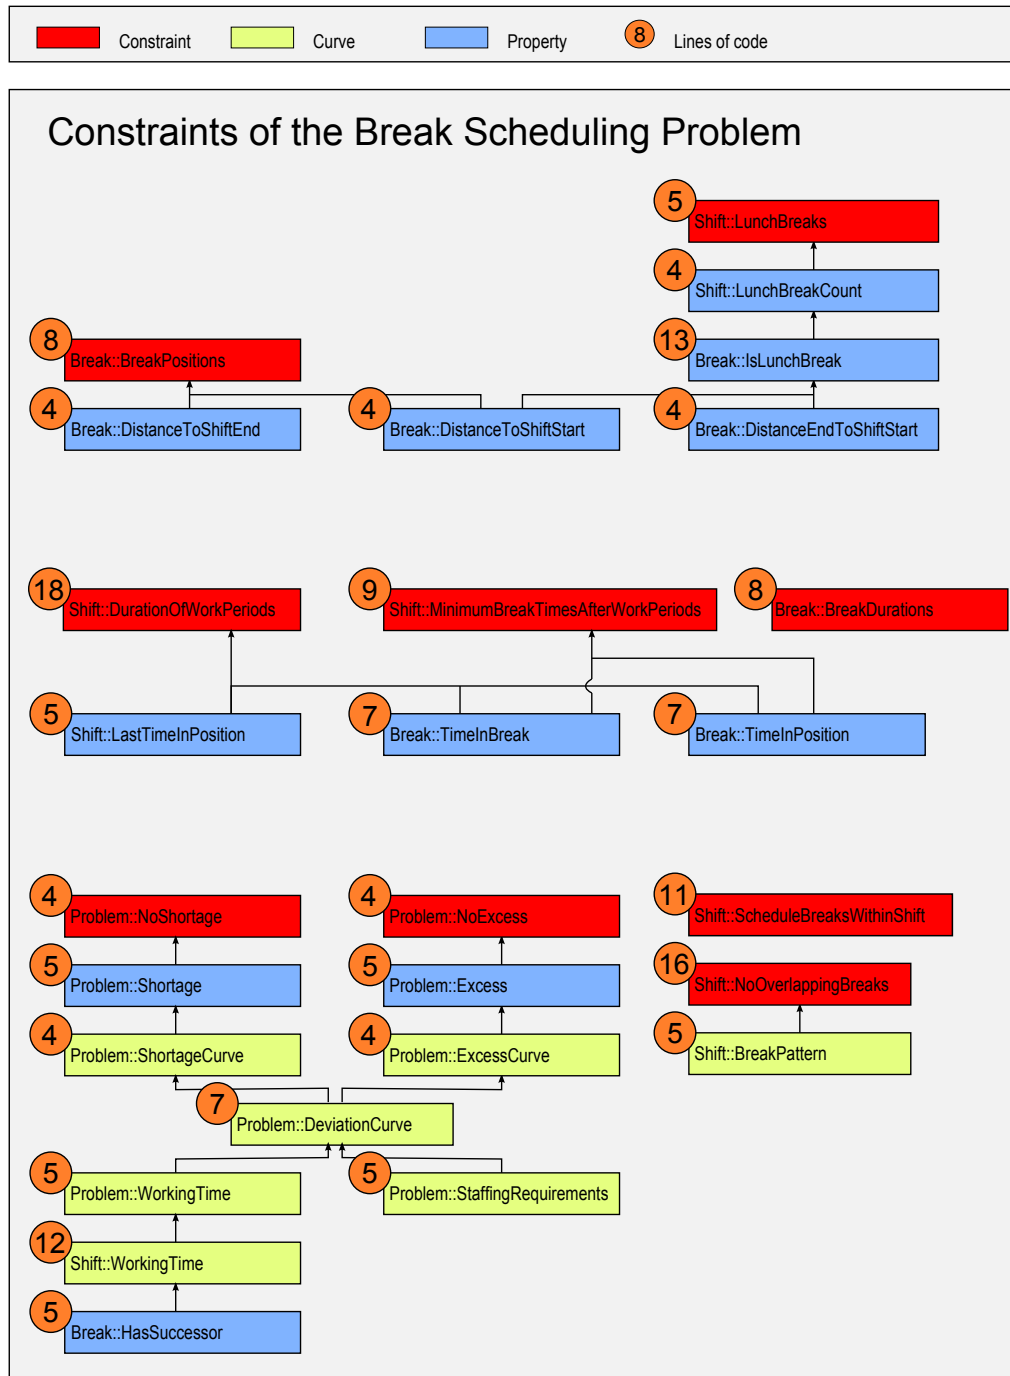 Constraint Curve Property 8 Lines of code
Constraints of the Break Scheduling Problem
5
Shift::LunchBreaks
4
Shift::LunchBreakCount
8 13
Break::BreakPositions Break::IsLunchBreak
4 4 4
Break::DistanceToShiftEnd Break::DistanceToShiftStart Break::DistanceEndToShiftStart
18 9 8
Shift::DurationOfWorkPeriods Shift::MinimumBreakTimesAfterWorkPeriods Break::BreakDurations
5 7 7
Shift::LastTimeInPosition Break::TimeInBreak Break::TimeInPosition
4 4 11
Problem::NoShortage Problem::NoExcess Shift::ScheduleBreaksWithinShift
5 5 16
Problem::Shortage Problem::Excess Shift::NoOverlappingBreaks
4 4 5
Problem::ShortageCurve Problem::ExcessCurve Shift::BreakPattern
7
Problem::DeviationCurve
5 5
Problem::WorkingTime Problem::StaffingRequirements
12
Shift::WorkingTime
5
Break::HasSuccessor